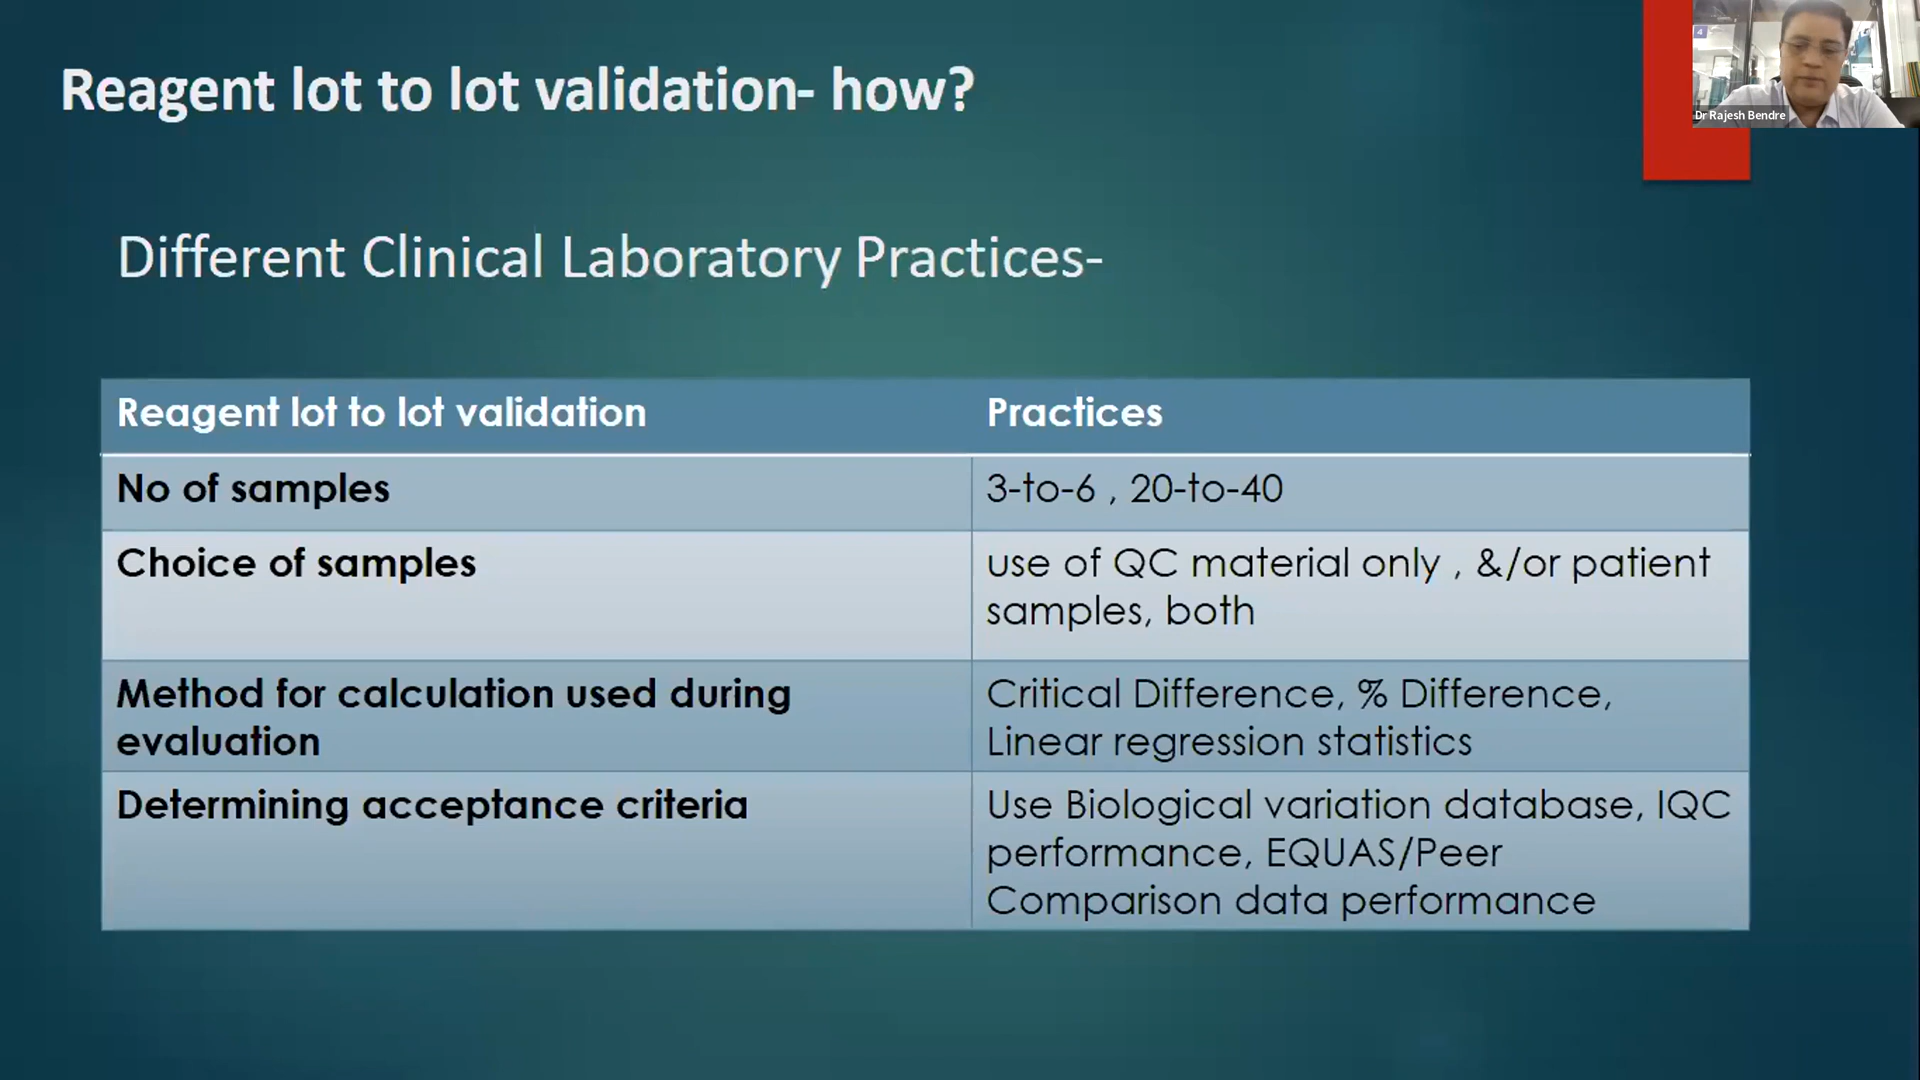 Reagent lot to lot validation- how?
4
Dr Rajesh Bendre
Different Clinical Laboratory Practices-
Reagent lot to lot validation
Practices
No of samples
3-to-6 , 20-to-40
Choice of samples
use of QC material only , &/or patient
samples, both
Method for calculation used during
evaluation
Critical Difference, % Difference,
Linear regression statistics
Determining acceptance criteria
Use Biological variation database, IQC
performance, EQUAS/Peer
Comparison data performance